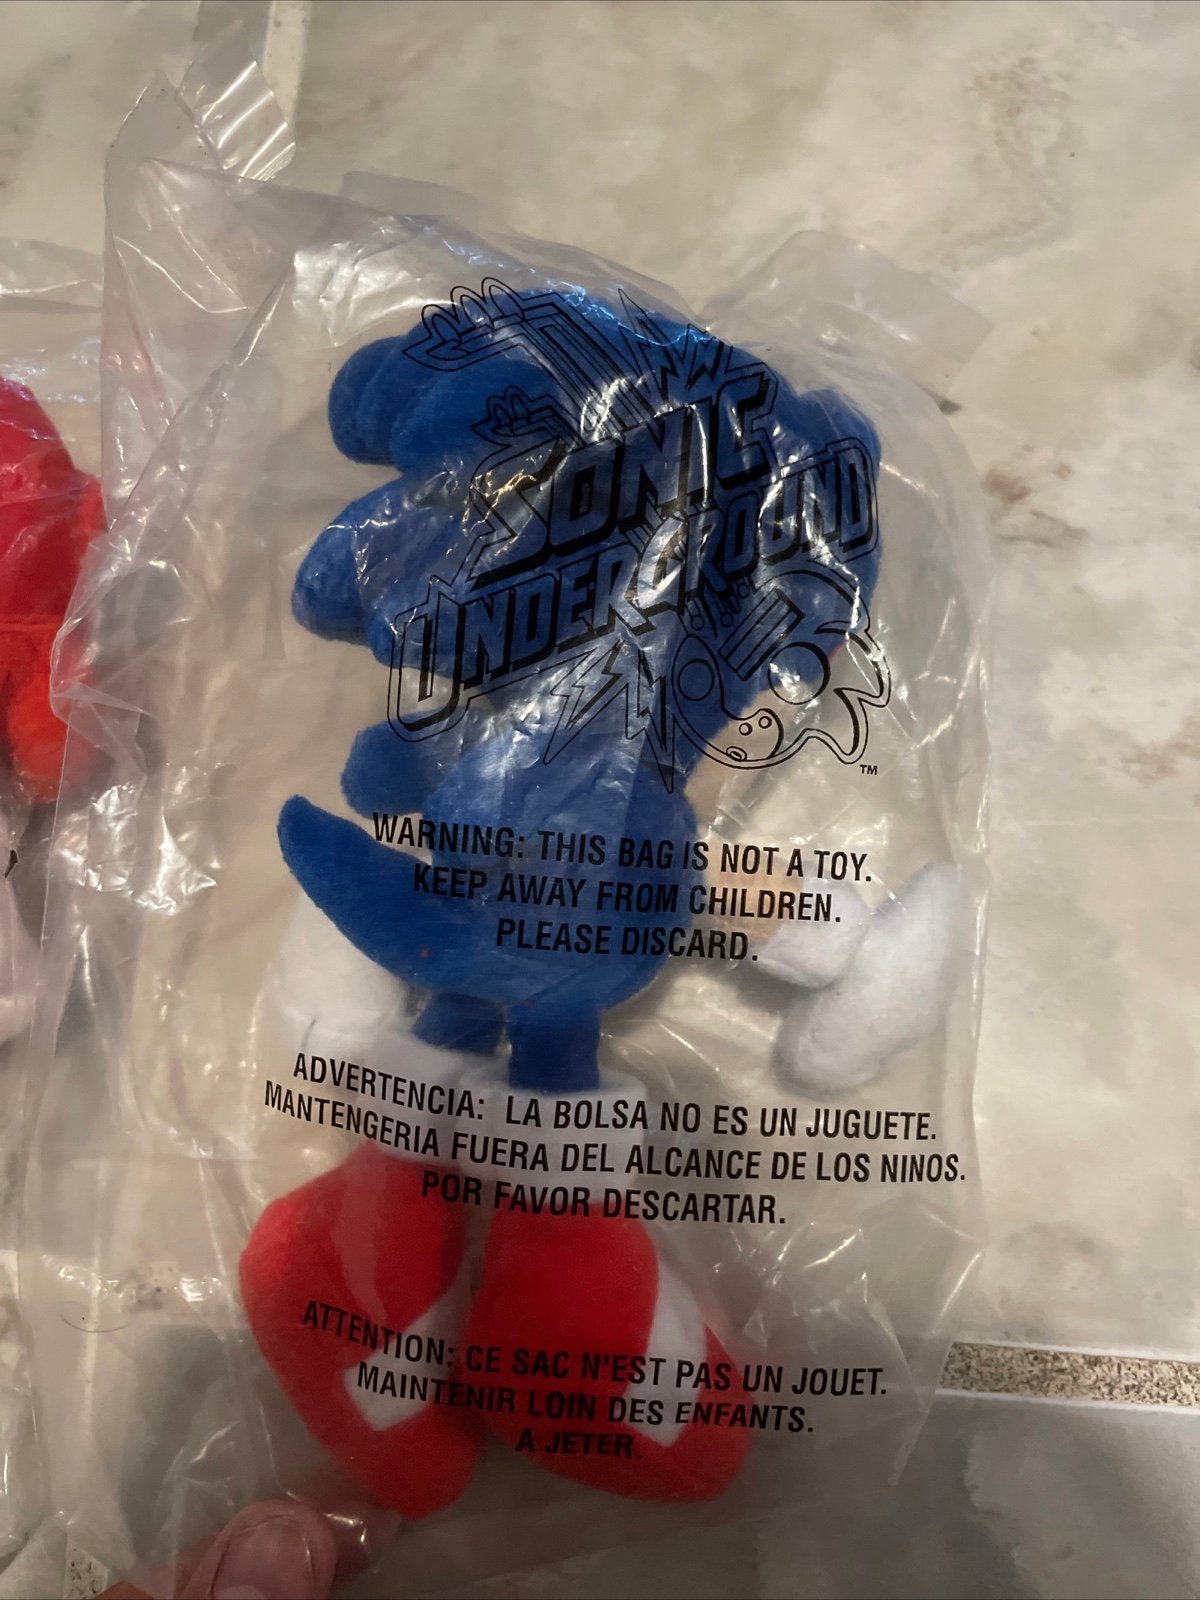 SONIC
UNDERGROUND
TM
WARNING: THIS BAG IS NOT A TOY.
KEEP AWAY FROM CHILDREN.
PLEASE DISCARD.
ADVERTENCIA: LA BOLSA NO ES UN JUGUETE.
MANTENGERIA FUERA DEL ALCANCE DE LOS NINOS.
POR FAVOR DESCARTAR.
ATTENTION: CE SAC N'EST PAS UN JOUET.
MAINTENIR LOIN DES ENFANTS.
A JETER.